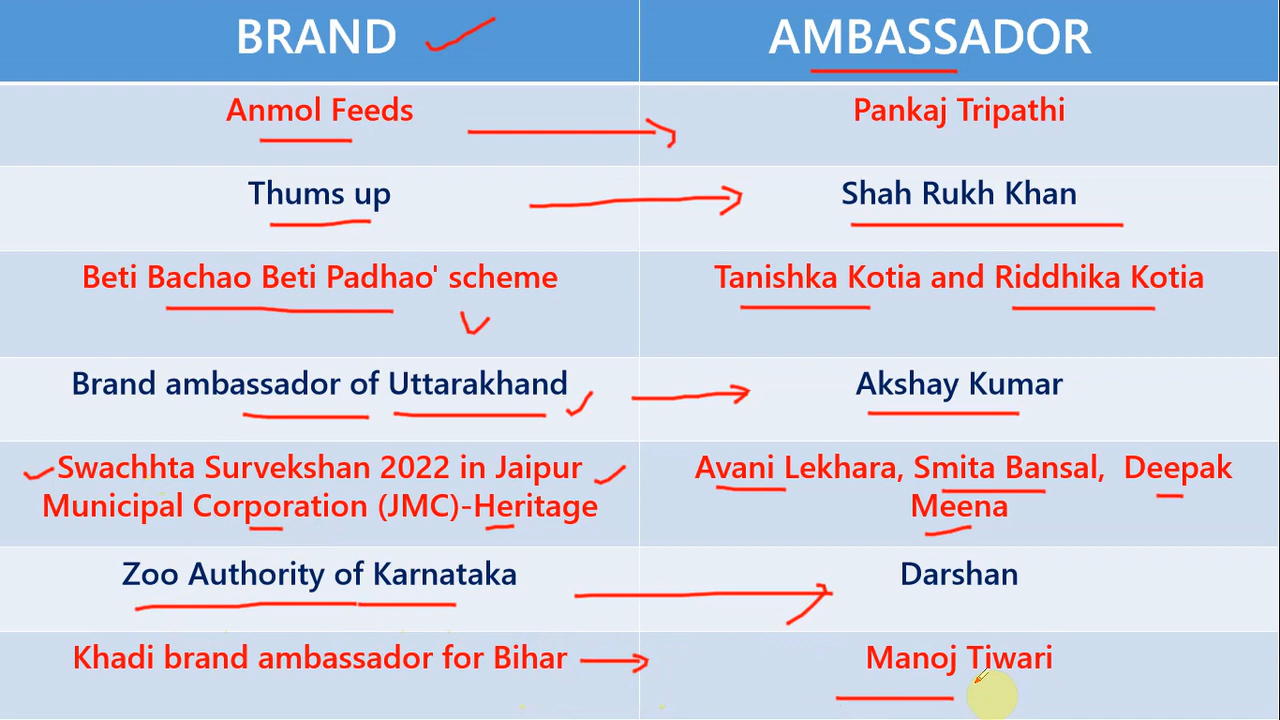 BRAND AMBASSADOR
Anmol Feeds Pankaj Tripathi
Thums up Shah Rukh Khan
Beti Bachao Beti Padhao' scheme Tanishka Kotia and Riddhika Kotia
Brand ambassador of Uttarakhand Akshay Kumar
Swachhta Survekshan 2022 in Jaipur Avani Lekhara, Smita Bansal, Deepak
Municipal Corporation (JMC)-Heritage Meena
Zoo Authority of Karnataka Darshan
Khadi brand ambassador for Bihar Manoj Tiwari